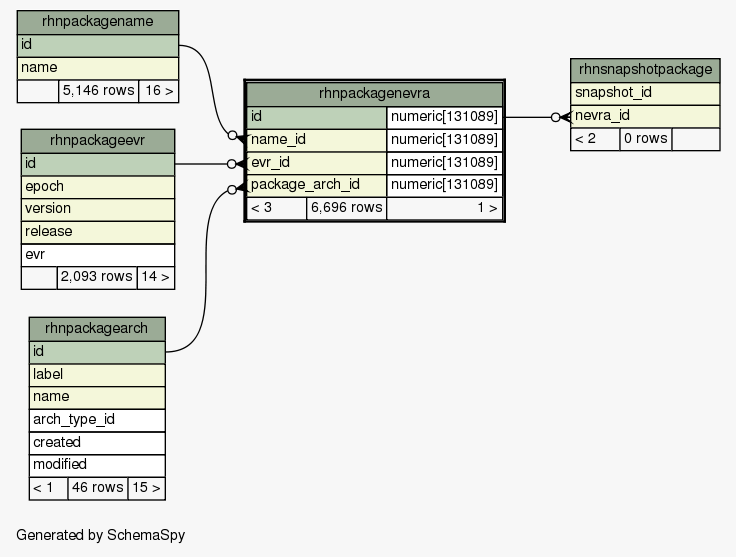 rhnpackagename
id
name
5,146 rows 16 >
rhnpackageevr
id
epoch
version
release
evr
2,093 rows 14 >
rhnpackagearch
id
label
name
arch_type_id
created
modified
< 1 46 rows 15 >
rhnpackagenevra
id numeric[131089]
name_id numeric[131089]
evr_id numeric[131089]
package_arch_id numeric[131089]
< 3 6,696 rows 1 >
rhnsnapshotpackage
snapshot_id
nevra_id
< 2 0 rows
Generated by SchemaSpy